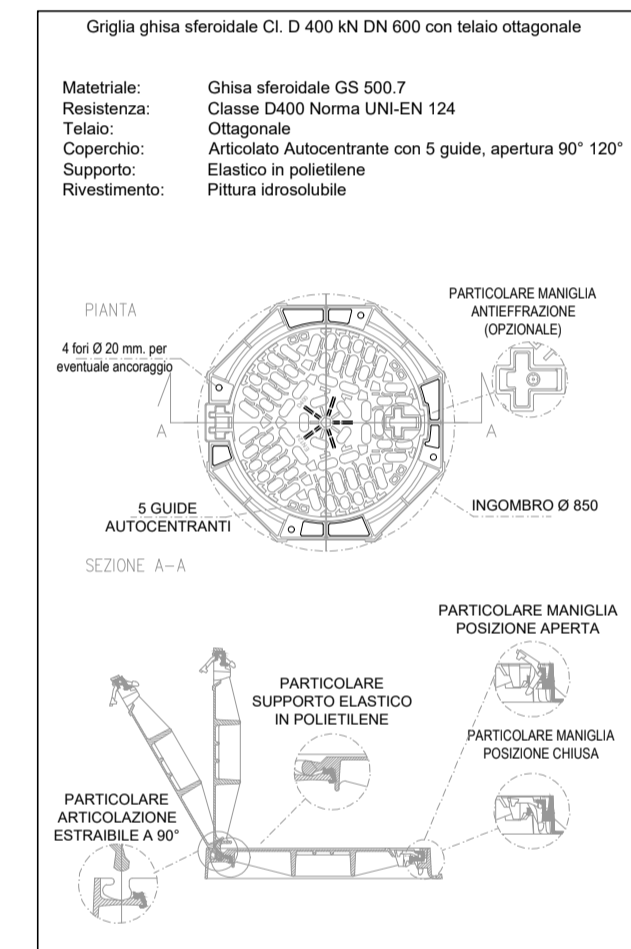 Griglia ghisa sferoidale Cl. D 400 kN DN 600 con telaio ottagonale
Matetriale: Ghisa sferoidale GS 500.7
Resistenza: Classe D400 Norma UNI-EN 124
Telaio: Ottagonale
Coperchio: Articolato Autocentrante con 5 guide, apertura 90° 120°
Supporto: Elastico in polietilene
Rivestimento: Pittura idrosolubile
PIANTA
PARTICOLARE MANIGLIA
ANTIEFFRAZIONE
(OPZIONALE)
4 fori Ø 20 mm. per
eventuale ancoraggio
A
A
5 GUIDE
AUTOCENTRANTI
INGOMBRO Ø 850
SEZIONE A-A
PARTICOLARE MANIGLIA
POSIZIONE APERTA
PARTICOLARE
SUPPORTO ELASTICO
IN POLIETILENE
PARTICOLARE MANIGLIA
POSIZIONE CHIUSA
PARTICOLARE
ARTICOLAZIONE
ESTRAIBILE A 90°